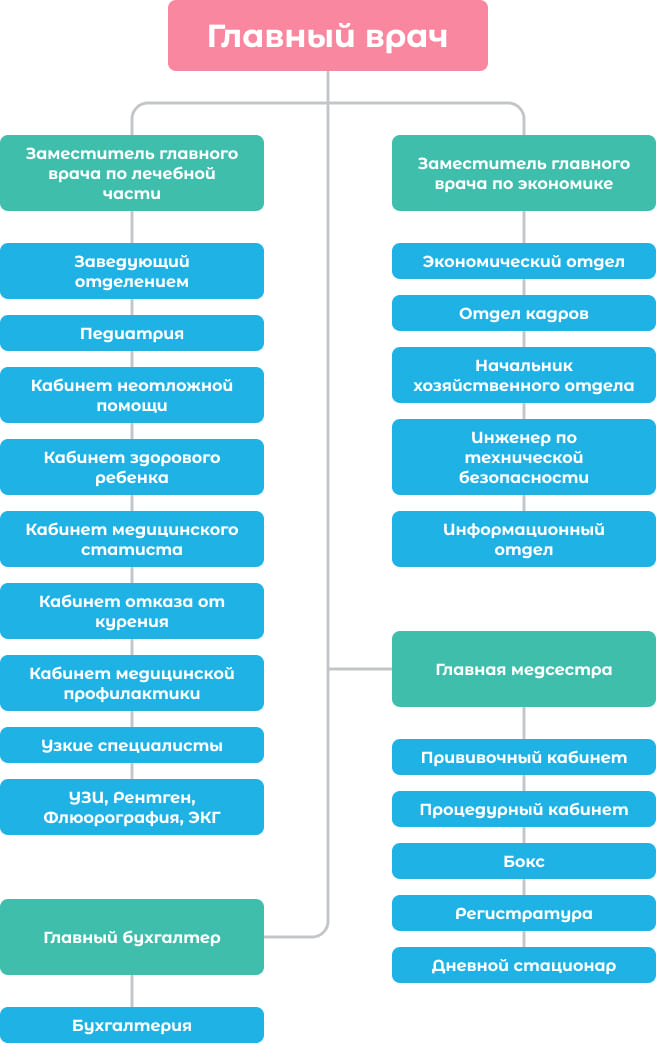 Главный врач
Заместитель главного
врача по лечебной
части
Заведующий
отделением
Педиатрия
Кабинет неотложной
помощи
Кабинет здорового
ребенка
Кабинет медицинского
статиста
Кабинет отказа от
курения
Кабинет медицинской
профилактики
Узкие специалисты
УЗИ, Рентген,
Флюорография, ЭКГ
Главный бухгалтер
Бухгалтерия
Заместитель главного
врача по экономике
Экономический отдел
Отдел кадров
Начальник
хозяйственного отдела
Инженер по
технической
безопасности
Информационный
отдел
Главная медсестра
Прививочный кабинет
Процедурный кабинет
Бокс
Регистратура
Дневной стационар